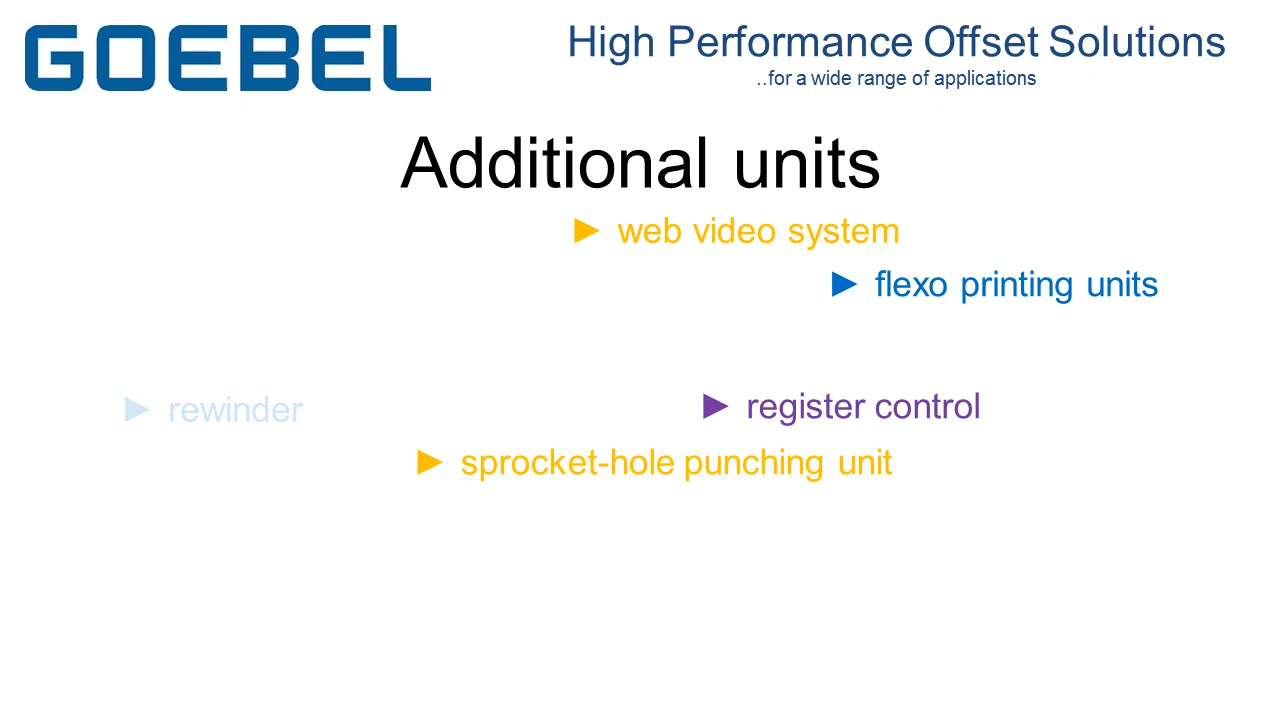 GOEBEL
High Performance Offset Solutions
..for a wide range of applications
Additional units
► web video system
► flexo printing units
► rewinder
► register control
► sprocket-hole punching unit